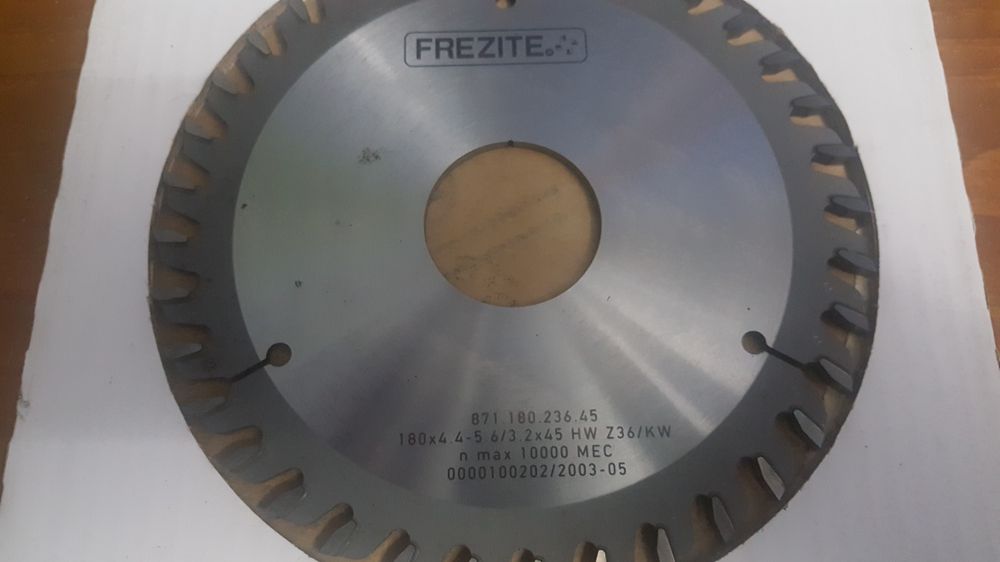 FREZITE
871.180.236.45
180x4.4-5.6/3.2x45 HW Z36/KW
n max 10000 MEC
0000100202/2003-05